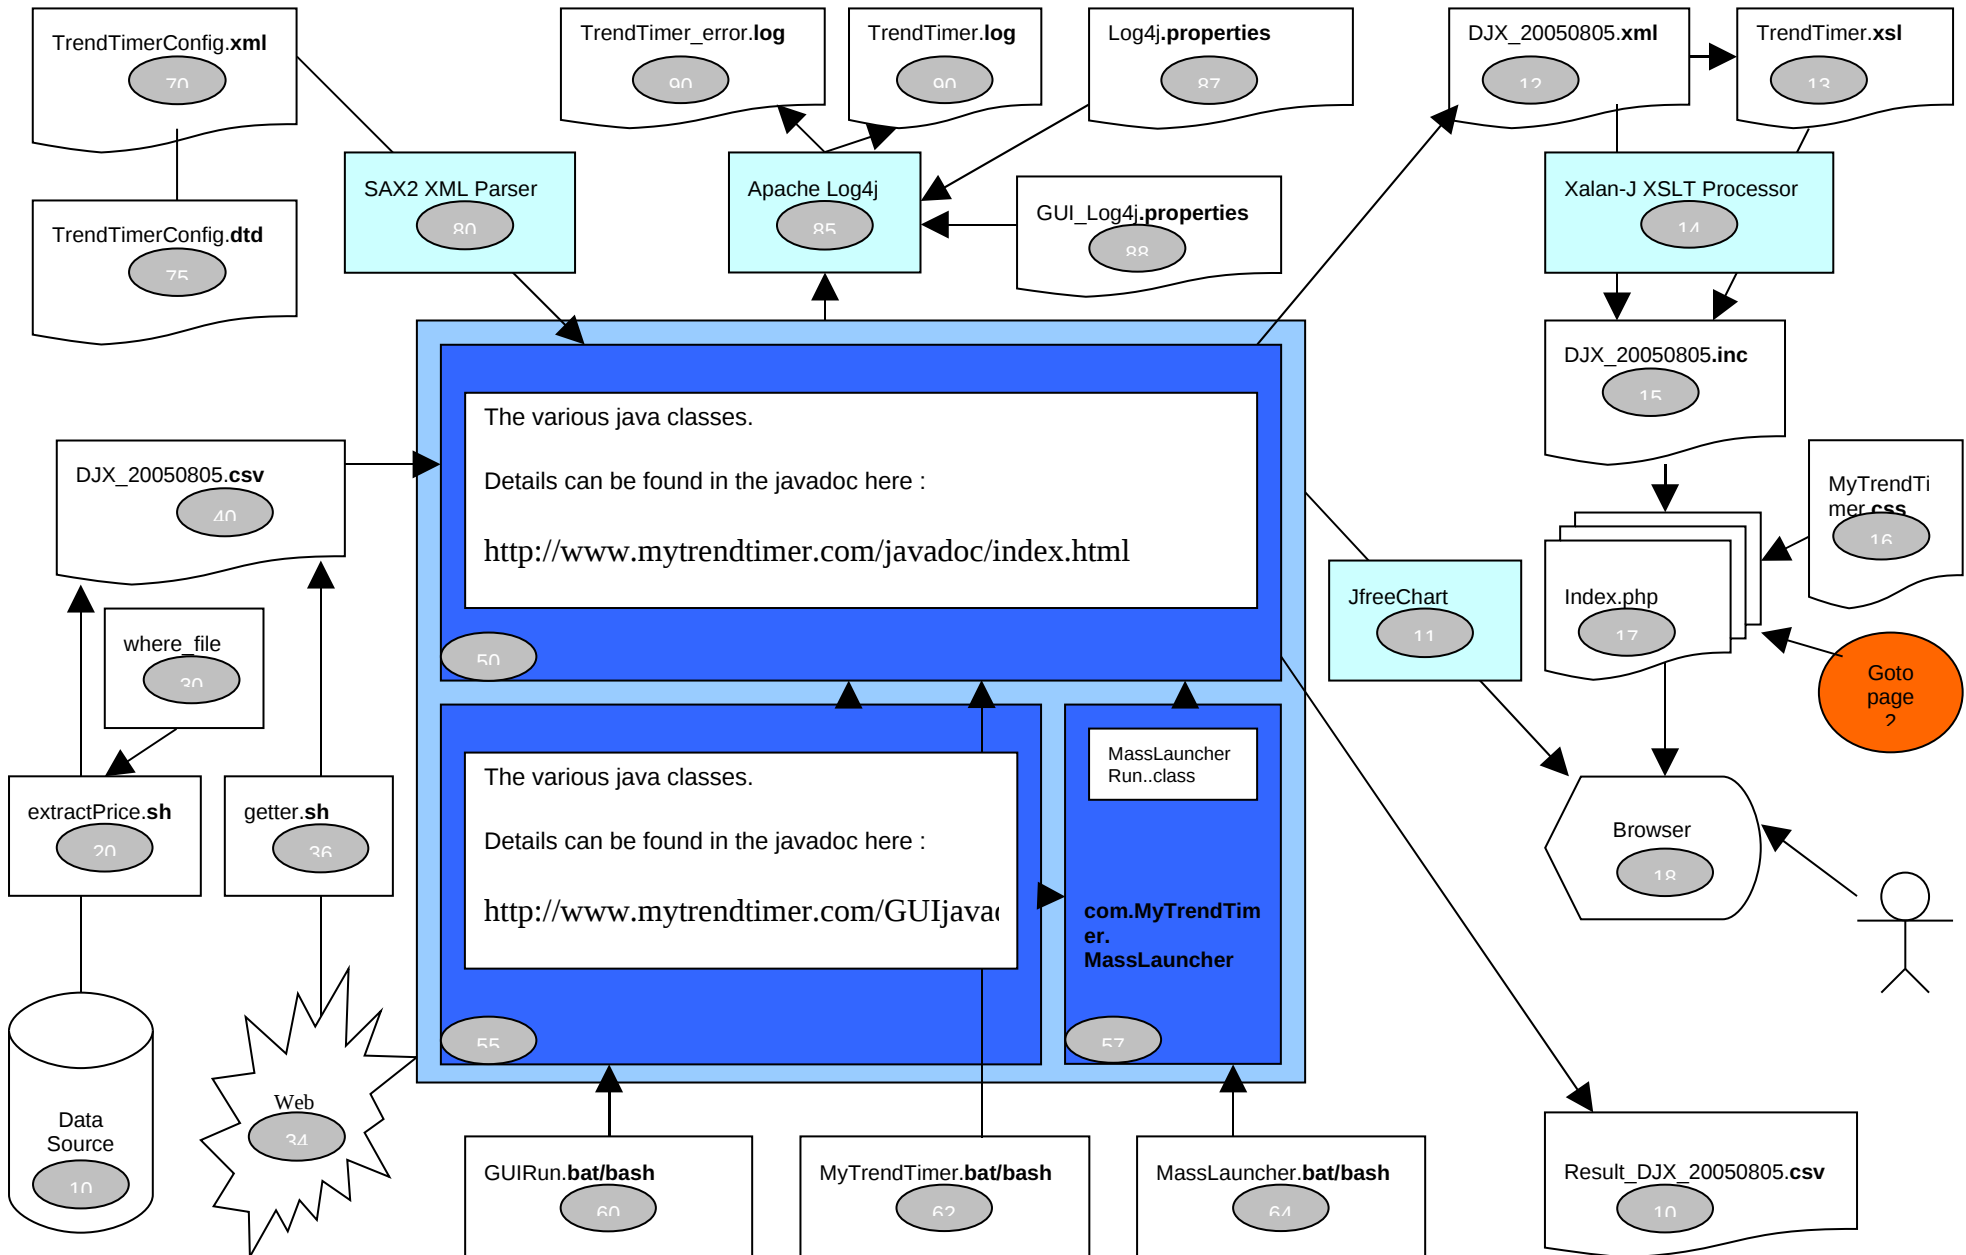 TrendTimerConfig.xml
70
TrendTimer_error.log
90
TrendTimer.log
90
Log4j.properties
87
DJX_20050805.xml
12
TrendTimer.xsl
13
TrendTimerConfig.dtd
75
SAX2 XML Parser
80
Apache Log4j
85
GUI_Log4j.properties
88
Xalan-J XSLT Processor
14
DJX_20050805.inc
15
The various java classes.
Details can be found in the javadoc here :
http://www.mytrendtimer.com/javadoc/index.html
50
DJX_20050805.csv
40
MyTrendTi
mer.css
16
where_file
30
JfreeChart
11
Index.php
17
Goto
page
2
extractPrice.sh
20
getter.sh
36
The various java classes.
Details can be found in the javadoc here :
http://www.mytrendtimer.com/GUIjavad
55
MassLauncher
Run..class
com.MyTrendTim
er.
MassLauncher
57
Browser
18
Data
Source
10
Web
34
GUIRun.bat/bash
60
MyTrendTimer.bat/bash
62
MassLauncher.bat/bash
64
Result_DJX_20050805.csv
10